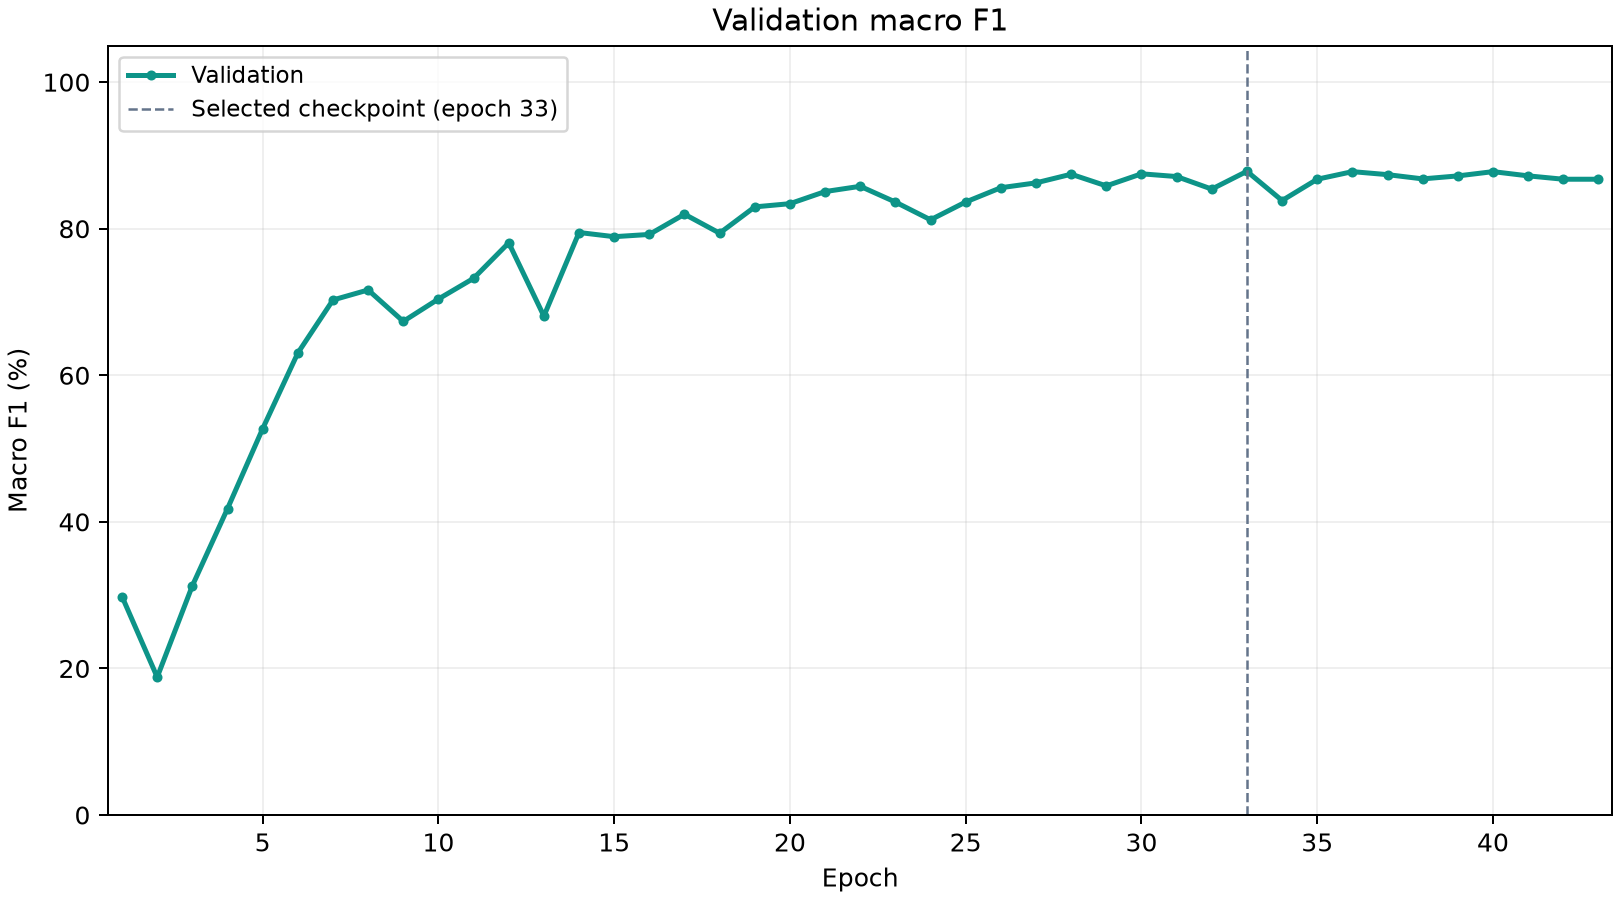 Validation macro F1
Validation
Selected checkpoint (epoch 33)
100
80
60
40
20
0
Macro F1 (%)
5 10 15 20 25 30 35 40
Epoch